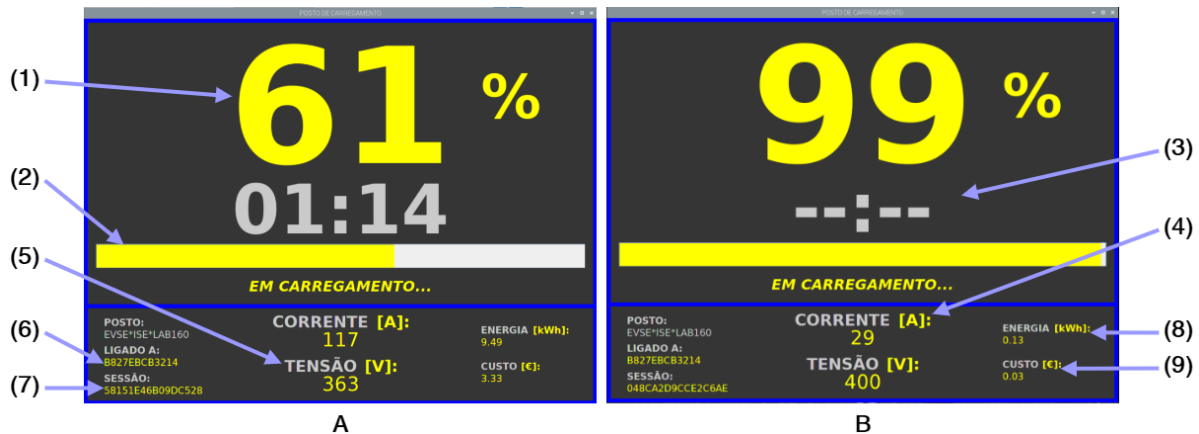 POSTO DE CARREGAMENTO
61 %
01:14
EM CARREGAMENTO...
POSTO:
EVSE*ISE*LAB160
LIGADO A:
B827EBCB3214
SESSÃO:
58151E46B09DC528
CORRENTE [A]:
117
TENSÃO [V]:
363
ENERGIA [kWh]:
9.49
CUSTO [€]:
3.33
A
POSTO DE CARREGAMENTO
99 %
--:--
EM CARREGAMENTO...
POSTO:
EVSE*ISE*LAB160
LIGADO A:
B827EBCB3214
SESSÃO:
048CA2D9CCE2C6AE
CORRENTE [A]:
29
TENSÃO [V]:
400
ENERGIA [kWh]:
0.13
CUSTO [€]:
0.03
B
(1)
(2)
(5)
(6)
(7)
(3)
(4)
(8)
(9)